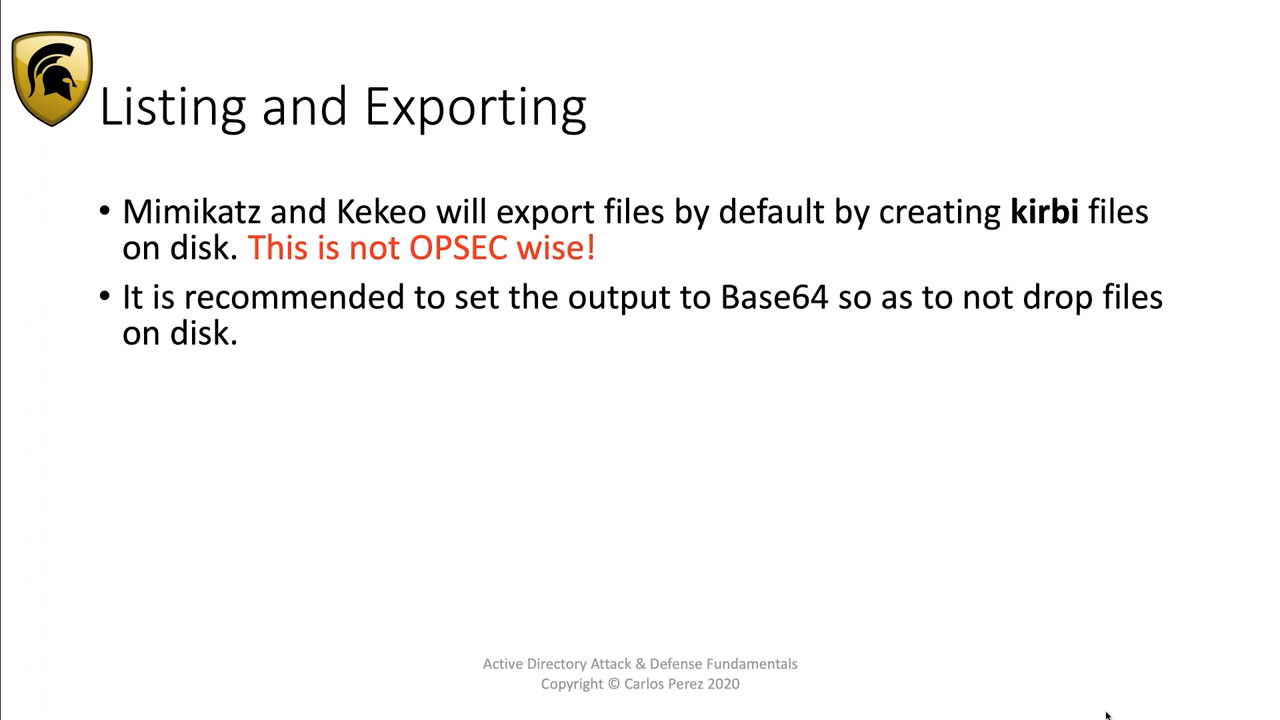 Listing and Exporting
• Mimikatz and Kekeo will export files by default by creating kirbi files
on disk. This is not OPSEC wise!
• It is recommended to set the output to Base64 so as to not drop files
on disk.
Active Directory Attack & Defense Fundamentals
Copyright © Carlos Perez 2020